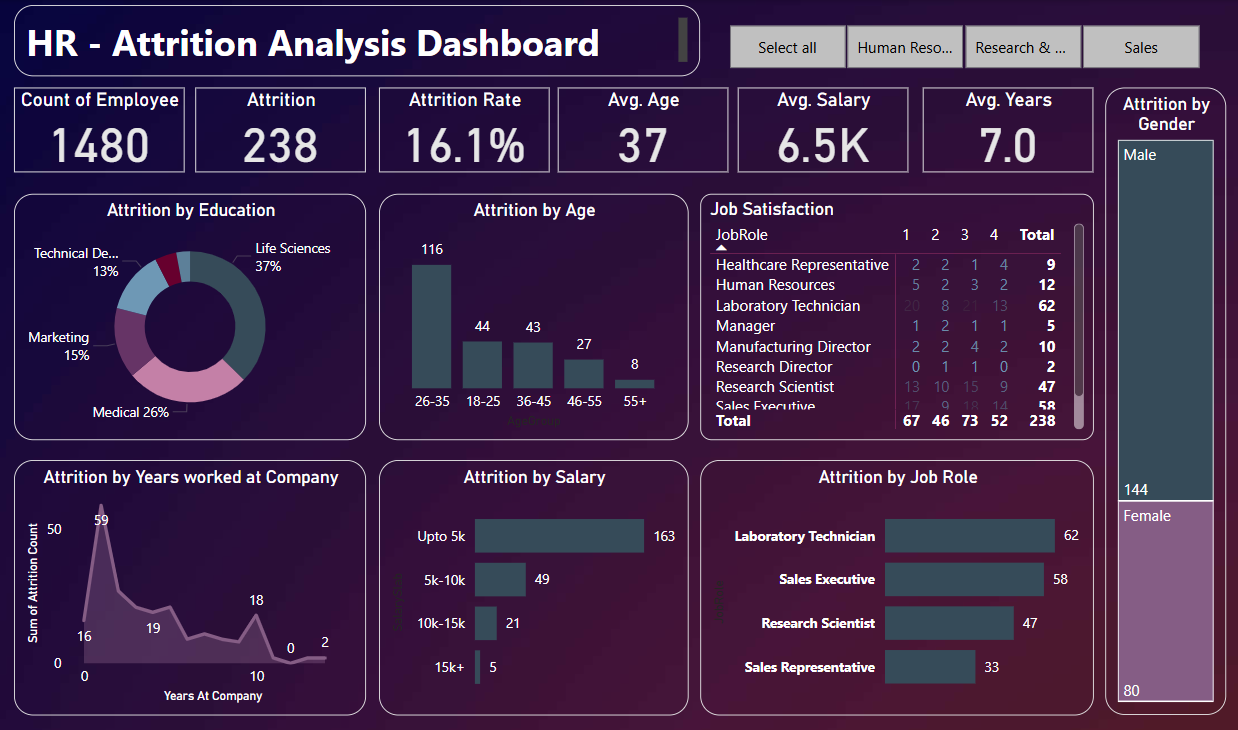 HR - Attrition Analysis Dashboard
Select all
Human Reso...
Research & ...
Sales
Count of Employee
1480
Attrition
238
Attrition Rate
16.1%
Avg. Age
37
Avg. Salary
6.5K
Avg. Years
7.0
Attrition by
Gender
Male
144
Female
80
Attrition by Education
Life Sciences
37%
Technical De...
13%
Marketing
15%
Medical 26%
Attrition by Age
116
44
43
27
8
26-35 18-25 36-45 46-55 55+
AgeGroup
Job Satisfaction
JobRole 1 2 3 4 Total
Healthcare Representative 2 2 1 4 9
Human Resources 5 2 3 2 12
Laboratory Technician 20 8 21 13 62
Manager 1 2 1 1 5
Manufacturing Director 2 2 4 2 10
Research Director 0 1 1 0 2
Research Scientist 13 10 15 9 47
Sales Executive 17 9 18 14 58
Total 67 46 73 52 238
Attrition by Years worked at Company
Sum of Attrition Count
50
0
59
16
19
18
0
2
0 10
Years At Company
Attrition by Salary
Upto 5k 163
5k-10k 49
10k-15k 21
15k+ 5
Attrition by Job Role
Laboratory Technician 62
Sales Executive 58
Research Scientist 47
Sales Representative 33